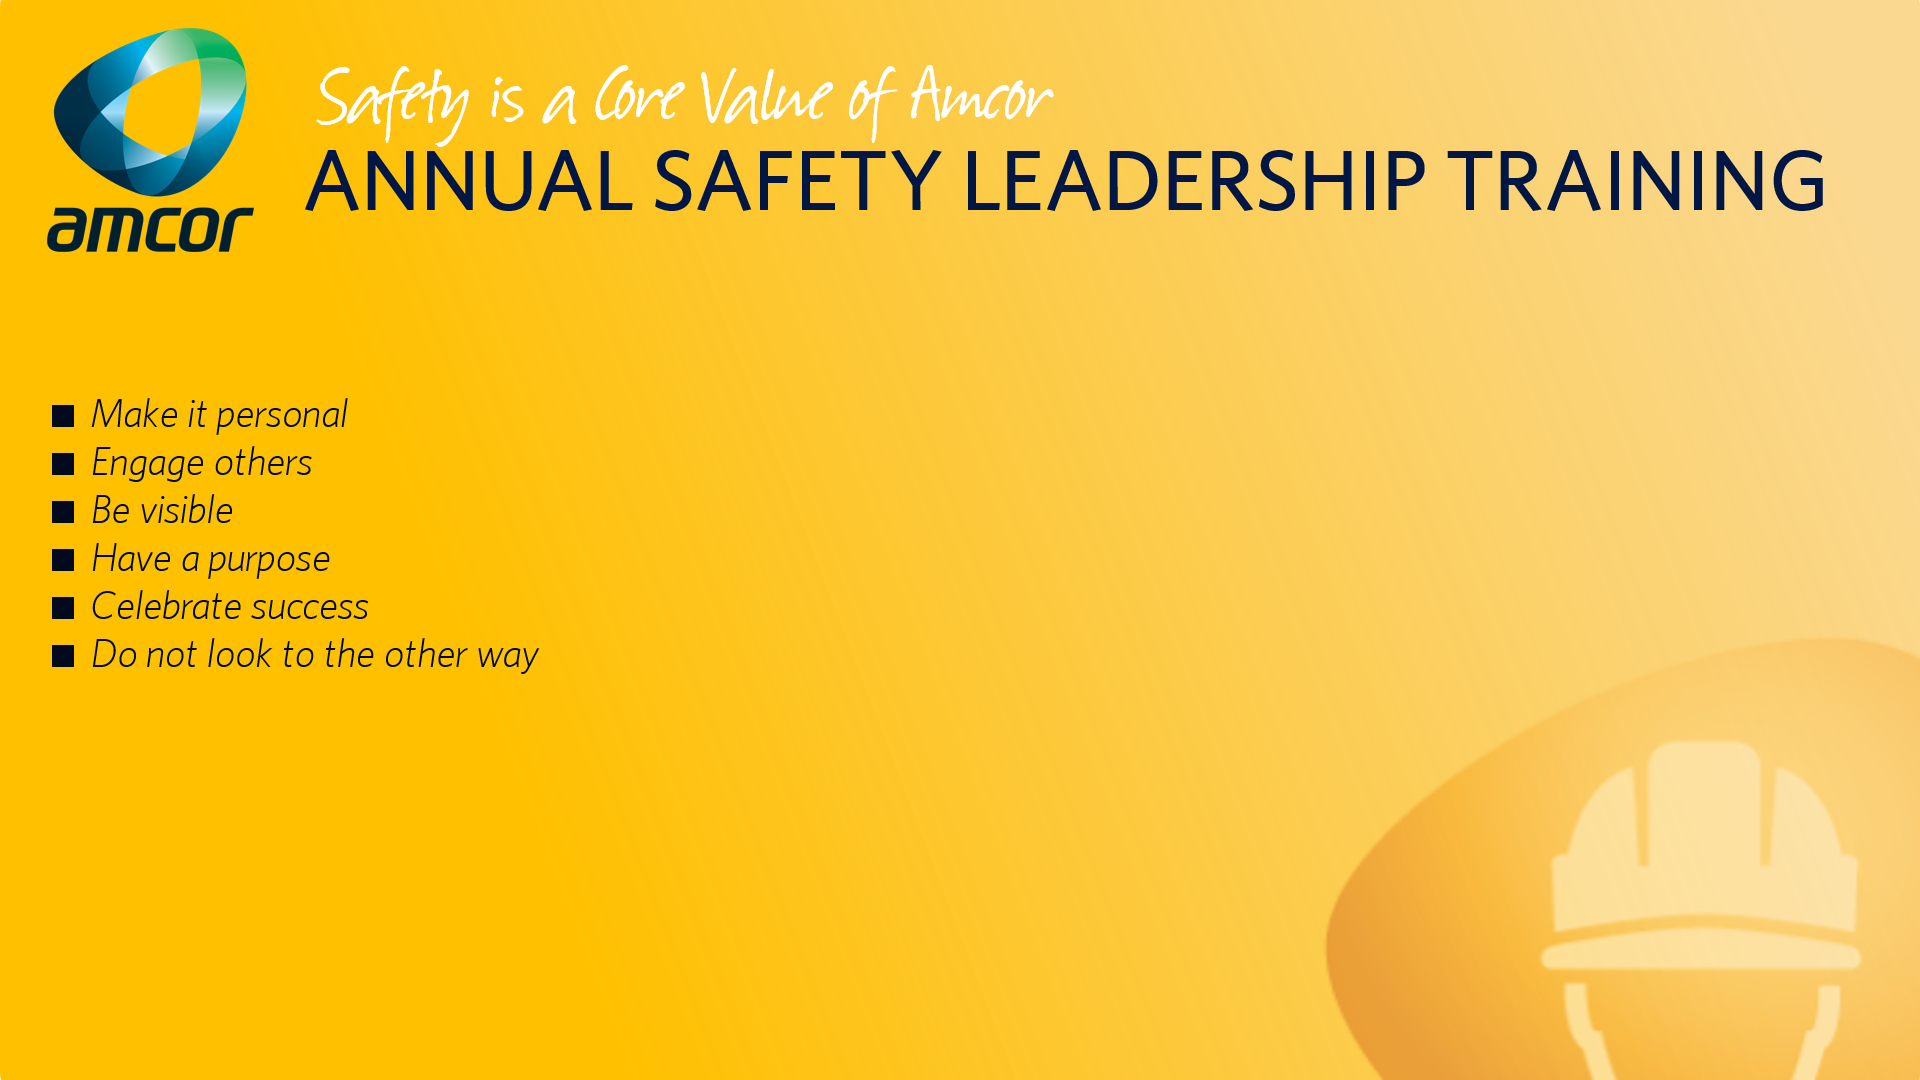 amcor
Safety is a Core Value of Amcor
ANNUAL SAFETY LEADERSHIP TRAINING
■ Make it personal
■ Engage others
■ Be visible
■ Have a purpose
■ Celebrate success
■ Do not look to the other way